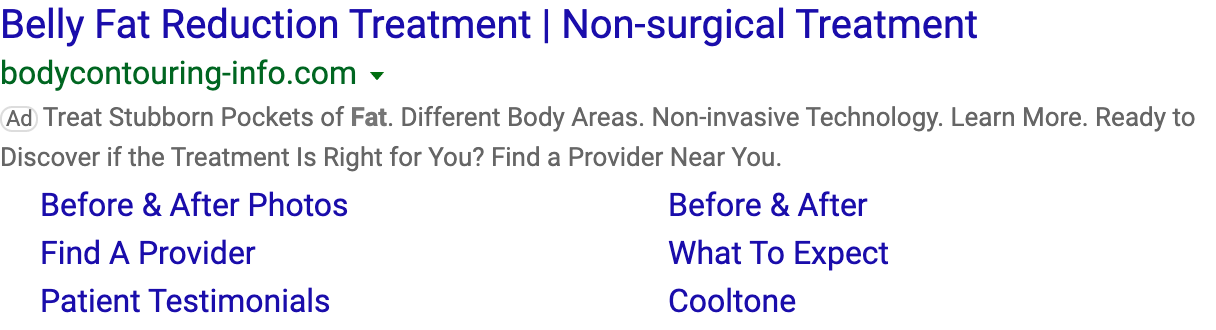 Belly Fat Reduction Treatment | Non-surgical Treatment
bodycontouring-info.com
Ad Treat Stubborn Pockets of Fat. Different Body Areas. Non-invasive Technology. Learn More. Ready to
Discover if the Treatment Is Right for You? Find a Provider Near You.
Before & After Photos
Before & After
Find A Provider
What To Expect
Patient Testimonials
Cooltone